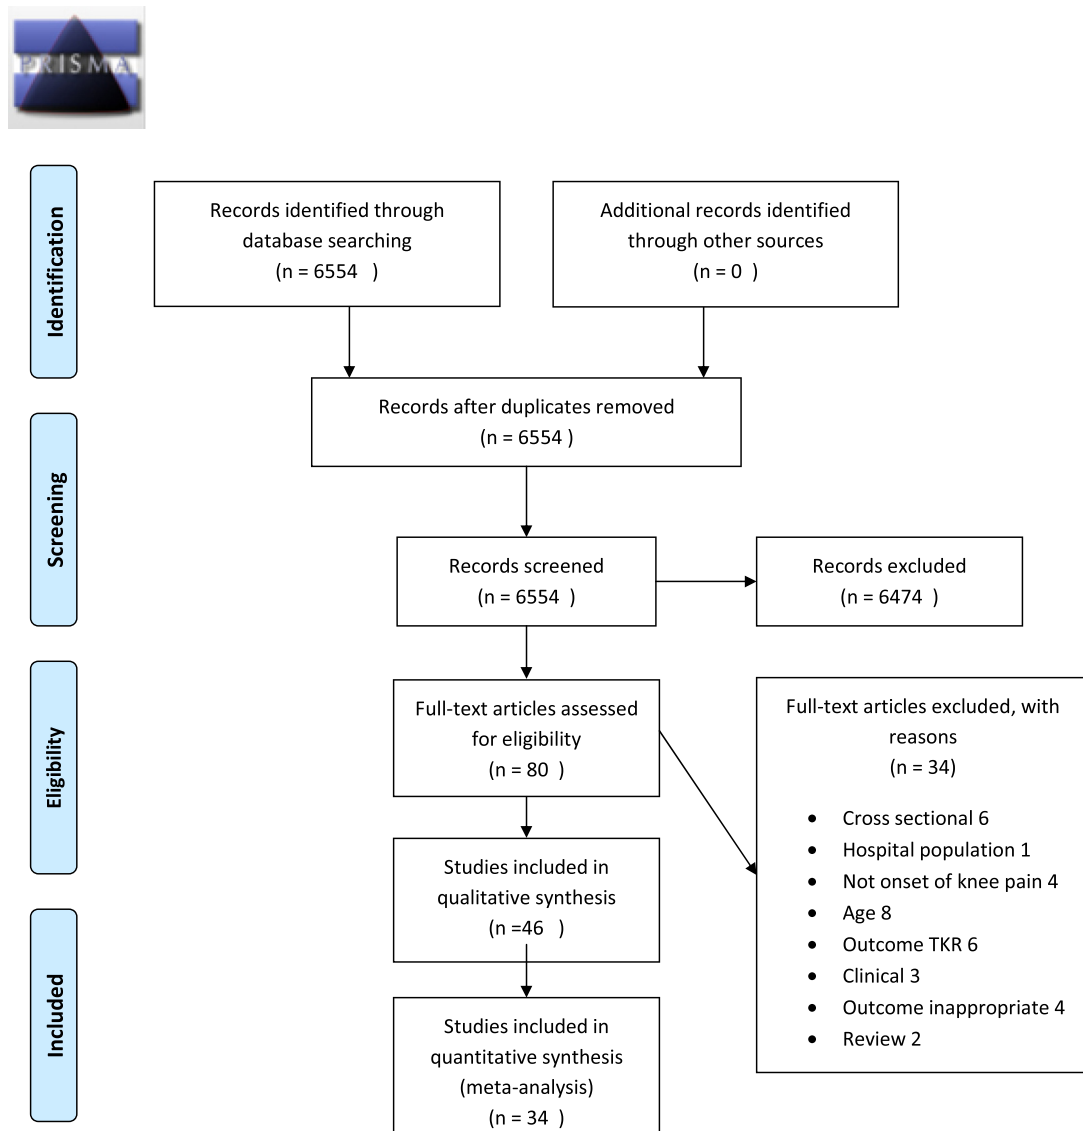 PRISMA
Identification
Records identified through
database searching
(n = 6554   )
Additional records identified
through other sources
(n = 0  )
Records after duplicates removed
(n = 6554 )
Screening
Records screened
(n = 6554  )
Records excluded
(n = 6474  )
Eligibility
Full-text articles assessed
for eligibility
(n = 80   )
Full-text articles excluded, with
reasons
(n = 34)
• Cross sectional 6
• Hospital population 1
• Not onset of knee pain 4
• Age 8
• Outcome TKR 6
• Clinical 3
• Outcome inappropriate 4
• Review 2
Studies included in
qualitative synthesis
(n =46   )
Included
Studies included in
quantitative synthesis
(meta-analysis)
(n = 34   )